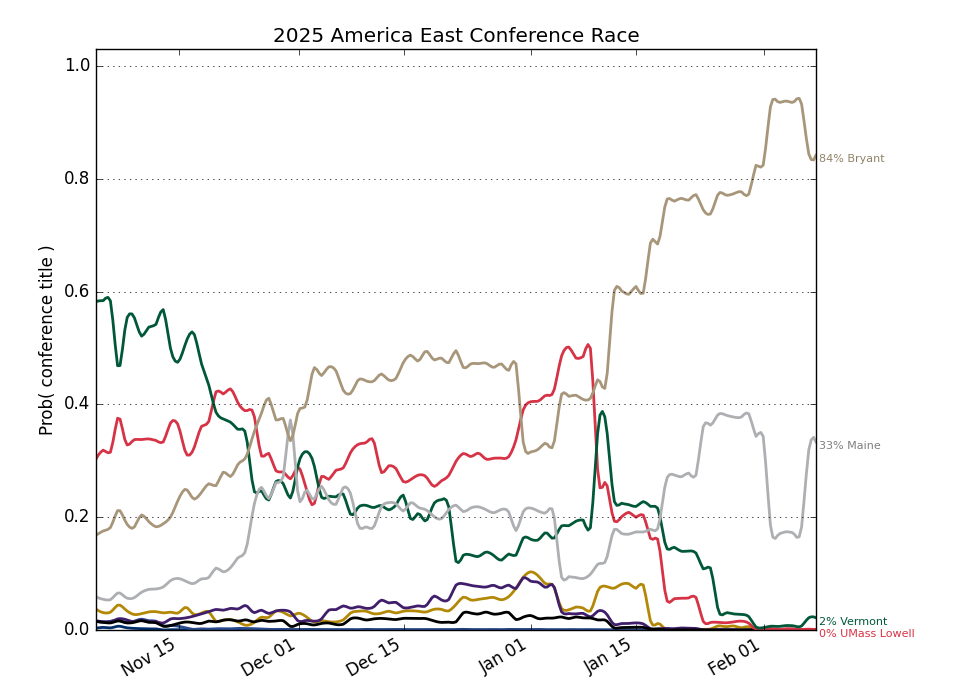 2025 America East Conference Race
Prob( conference title )
1.0
0.8
0.6
0.4
0.2
0.0
Nov 15
Dec 01
Dec 15
Jan 01
Jan 15
Feb 01
84% Bryant
33% Maine
2% Vermont
0% UMass Lowell